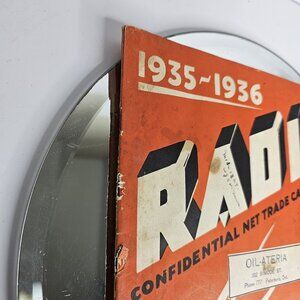 1935~1936
RADI
CONFIDENTIAL NET TRADE CA
OIL-ATERIA